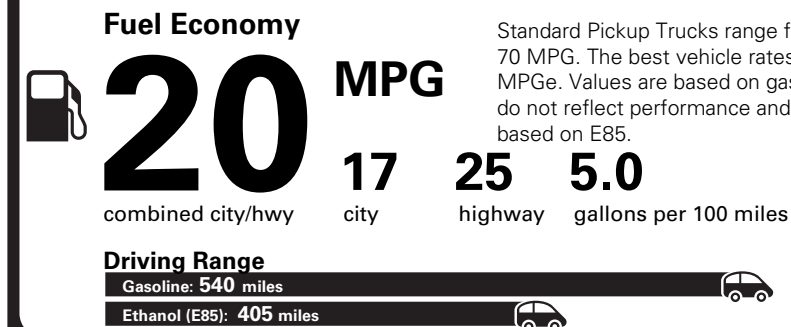 Fuel Economy
20 MPG
Standard Pickup Trucks range
70 MPG. The best vehicle rates
MPGe. Values are based on
do not reflect performance and
based on E85.
17 25 5.0
combined city/hwy city highway gallons per 100 miles
Driving Range
Gasoline: 540 miles
Ethanol (E85): 405 miles